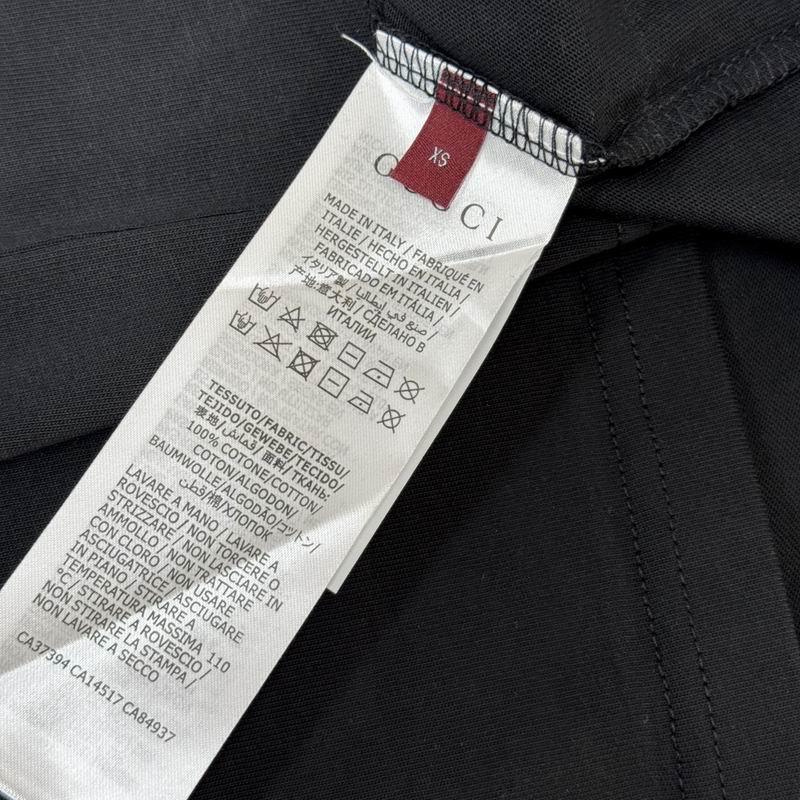 XS
GUCCI
MADE IN ITALY / FABRIQUÉ EN
ITALIE / HECHO EN ITALIA /
HERGESTELLT IN ITALIEN /
FABRICADO EM ITÁLIA /
イタリア製 / صنع في إيطاليا /
产地:意大利 / СДЕЛАНО В
ИТАЛИИ
TESSUTO/FABRIC/TISSU/
TEJIDO/GEWEBE/TECIDO/
表地/قماش/面料/ТКАНЬ:
100% COTONE/COTTON/
COTON/ALGODON/
BAUMWOLLE/ALGODÃO/コットン/
قطن/棉/ХЛОПОК
LAVARE A MANO / LAVARE A
ROVESCIO / NON TORCERE O
STRIZZARE / NON LASCIARE IN
AMMOLLO / NON TRATTARE
CON CLORO / NON USARE
ASCIUGATRICE / ASCIUGARE
IN PIANO / STIRARE A
TEMPERATURA MASSIMA 110
°C / STIRARE A ROVESCIO /
NON STIRARE LA STAMPA /
NON LAVARE A SECCO
CA37394 CA14517 CA84937